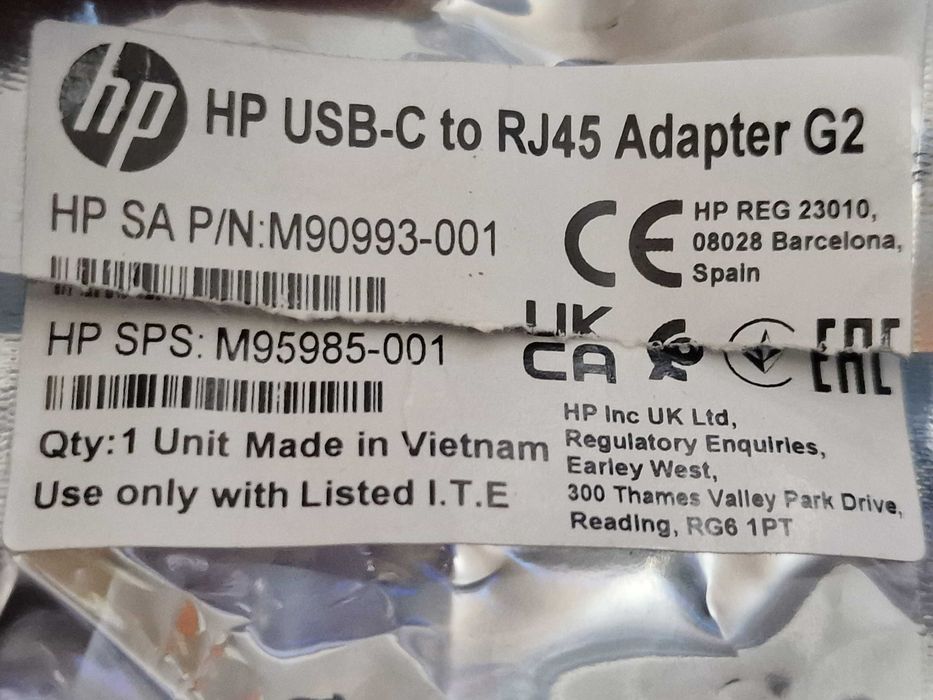 hp HP USB-C to RJ45 Adapter G2
HP SA P/N:M90993-001
HP REG 23010,
08028 Barcelona,
Spain
CE
HP SPS: M95985-001
UK
CA
EAC
Qty:1 Unit Made in Vietnam
Use only with Listed I.T.E
HP Inc UK Ltd,
Regulatory Enquiries,
Earley West,
300 Thames Valley Park Drive,
Reading, RG6 1PT